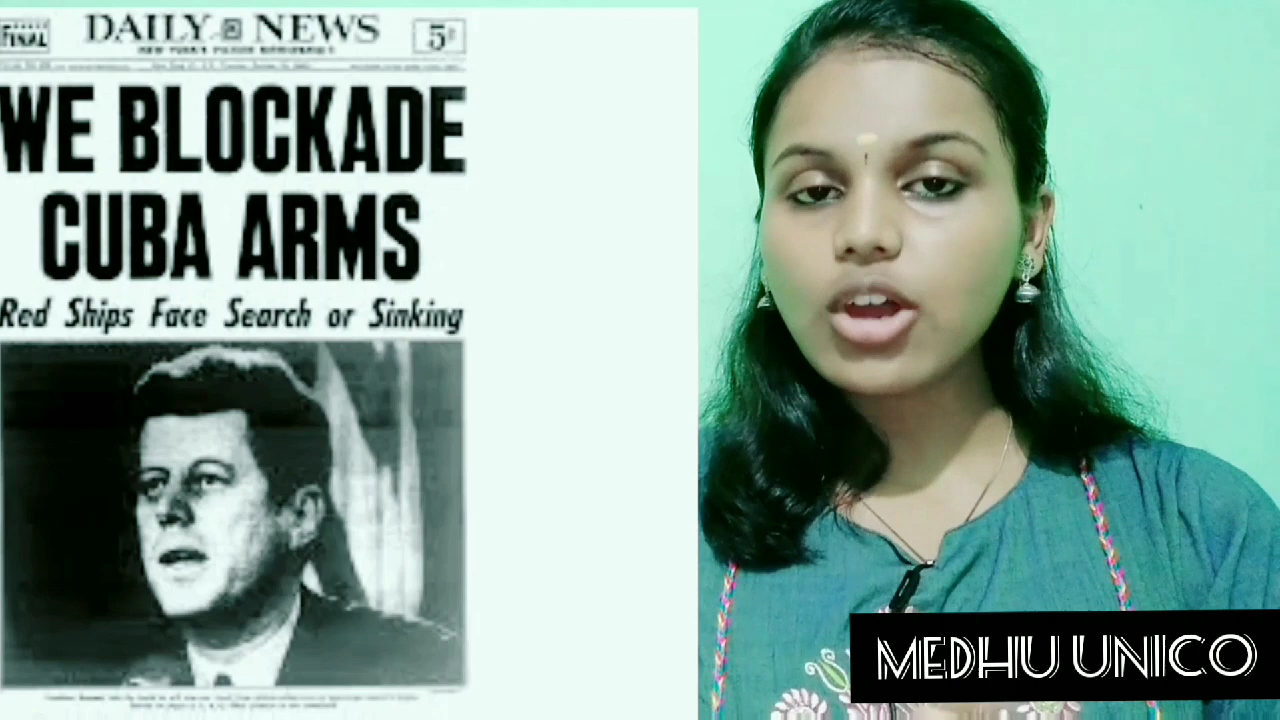 FINAL
DAILY NEWS
5¢
NEW YORK'S PICTURE NEWSPAPER
WE BLOCKADE
CUBA ARMS
Red Ships Face Search or Sinking
MEDHU UNICO